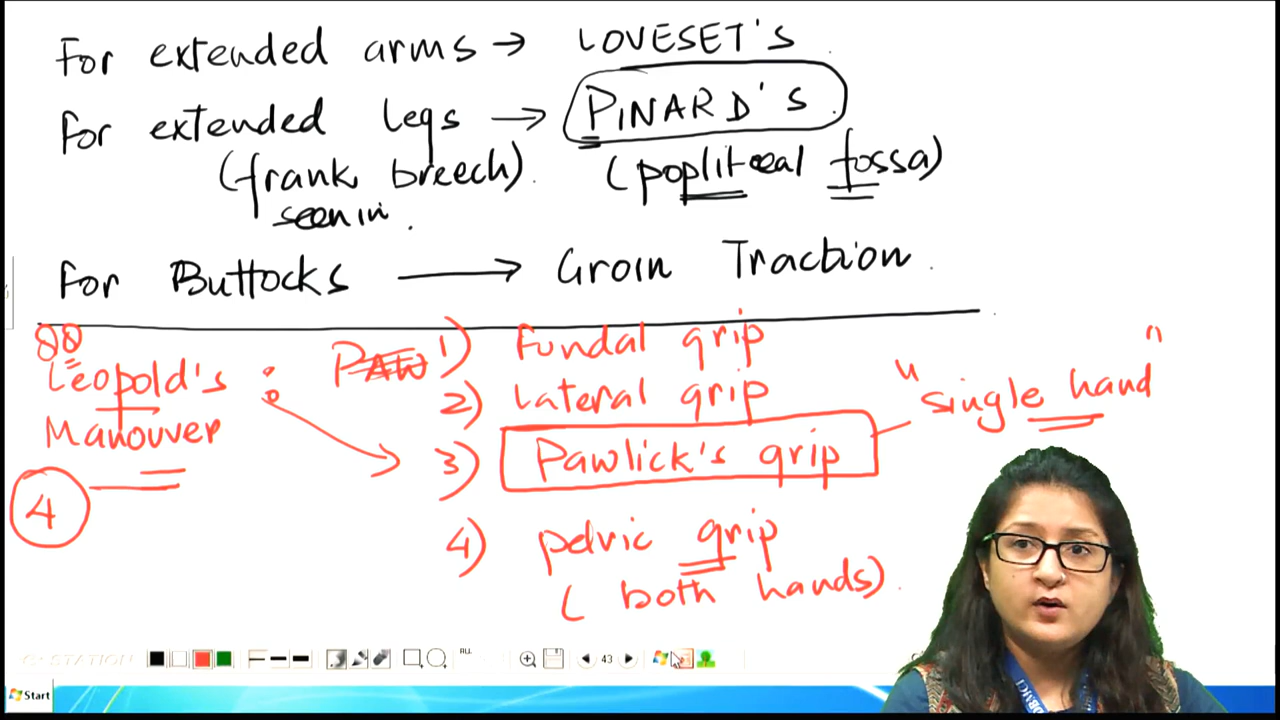 For extended arms → LOVESET'S
For extended legs → PINARD'S
(frank breech). (popliteal fossa)
seen in.
For Buttocks → Groin Traction.
Leopold's Manouver :
4
1) fundal grip
2) Lateral grip
3) Pawlick's grip
"single hand"
4) pelvic grip
(both hands).
43
Start